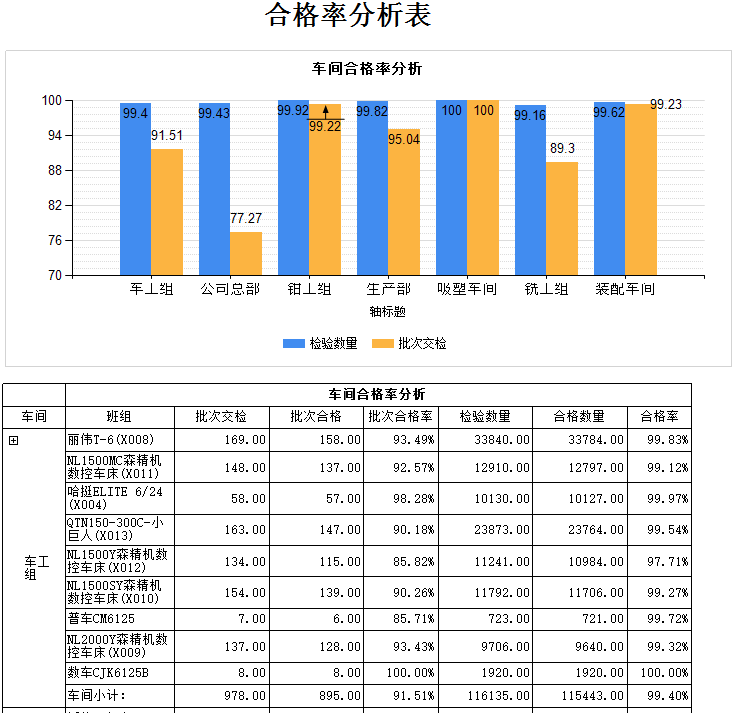 合格率分析表
车间合格率分析
100
94
88
82
76
70
99.4 91.51 99.43 77.27 99.92 99.22 99.82 95.04 100 100 99.16 89.3 99.62 99.23
车工组 公司总部 钳工组 生产部 吸塑车间 铣工组 装配车间
轴标题
检验数量 批次交检
车间合格率分析
车间 班组 批次交检 批次合格 批次合格率 检验数量 合格数量 合格率
丽伟T-6(X008) 169.00 158.00 93.49% 33840.00 33784.00 99.83%
NL1500MC森精机
数控车床(X011) 148.00 137.00 92.57% 12910.00 12797.00 99.12%
哈挺ELITE 6/24
(X004) 58.00 57.00 98.28% 10130.00 10127.00 99.97%
QTN150-300C-小
巨人(X013) 163.00 147.00 90.18% 23873.00 23764.00 99.54%
车工
组
NL1500Y森精机数
控车床(X012) 134.00 115.00 85.82% 11241.00 10984.00 97.71%
NL1500SY森精机
数控车床(X010) 154.00 139.00 90.26% 11792.00 11706.00 99.27%
普车CM6125 7.00 6.00 85.71% 723.00 721.00 99.72%
NL2000Y森精机数
控车床(X009) 137.00 128.00 93.43% 9706.00 9640.00 99.32%
数车CJK6125B 8.00 8.00 100.00% 1920.00 1920.00 100.00%
车间小计: 978.00 895.00 91.51% 116135.00 115443.00 99.40%